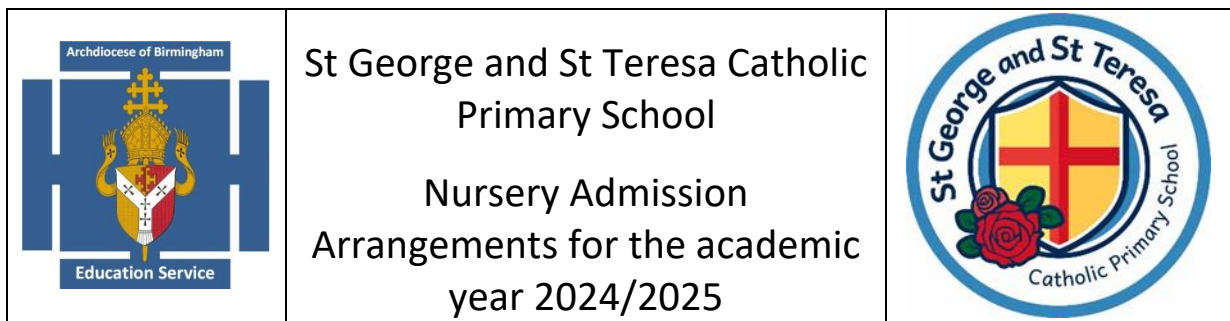 Archdiocese of Birmingham
Education Service
St George and St Teresa Catholic
Primary School
Nursery Admission
Arrangements for the academic
year 2024/2025
St George and St Teresa
Catholic Primary School